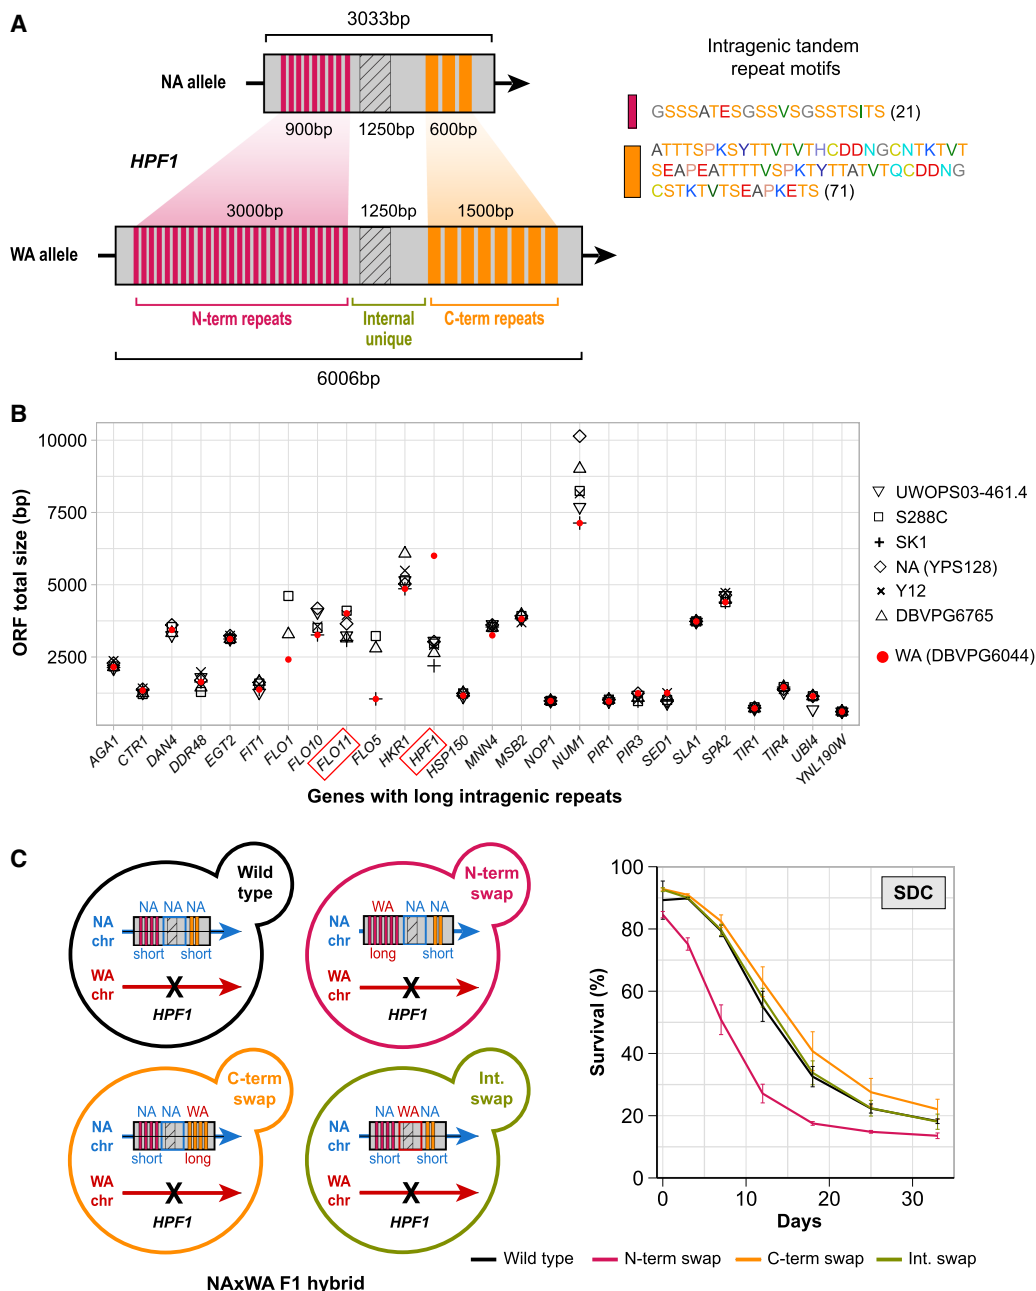 A
3033bp
NA allele
900bp
1250bp
600bp
HPF1
3000bp
1250bp
1500bp
WA allele
N-term repeats
Internal
unique
C-term repeats
6006bp
Intragenic tandem
repeat motifs
GSSSATESGSSVSGSSTSITS (21)
ATTTSPKSYTTVTVTHCDDNGCNTKTVT
SEAPEATTTTVSPKTYTTATVTQCDDNG
CSTKTVTSEAPKETS (71)
B
ORF total size (bp)
10000
7500
5000
2500
AGA1
CTR1
DAN4
DDR48
EGT2
FIT1
FLO1
FLO10
FLO11
FLO5
HKR1
HPF1
HSP150
MNN4
MSB2
NOP1
NUM1
PIR1
PIR3
SED1
SLA1
SPA2
TIR1
TIR4
UBI4
YNL190W
Genes with long intragenic repeats
UWOPS03-461.4
S288C
SK1
NA (YPS128)
Y12
DBVPG6765
WA (DBVPG6044)
C
Wild
type
NA NA NA
NA
chr
short short
WA
chr
X
HPF1
N-term
swap
WA NA NA
NA
chr
long short
WA
chr
X
HPF1
C-term
swap
NA NA WA
NA
chr
short long
WA
chr
X
HPF1
Int.
swap
NA WA NA
NA
chr
short short
WA
chr
X
HPF1
NAxWA F1 hybrid
SDC
Survival (%)
100
80
60
40
20
0
0 10 20 30
Days
Wild type N-term swap C-term swap Int. swap